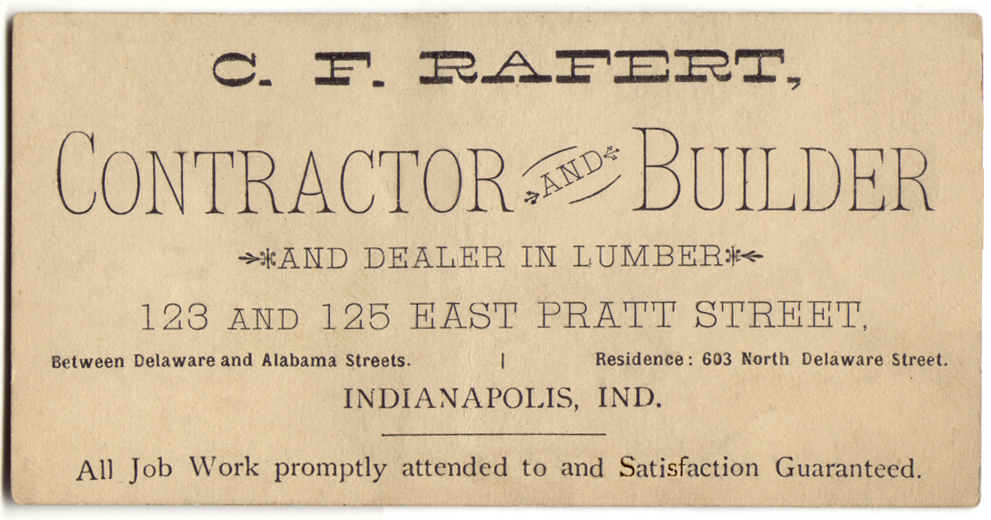 C. F. RAFERT,
CONTRACTOR AND BUILDER
AND DEALER IN LUMBER
123 AND 125 EAST PRATT STREET,
Between Delaware and Alabama Streets. | Residence: 603 North Delaware Street.
INDIANAPOLIS, IND.
All Job Work promptly attended to and Satisfaction Guaranteed.